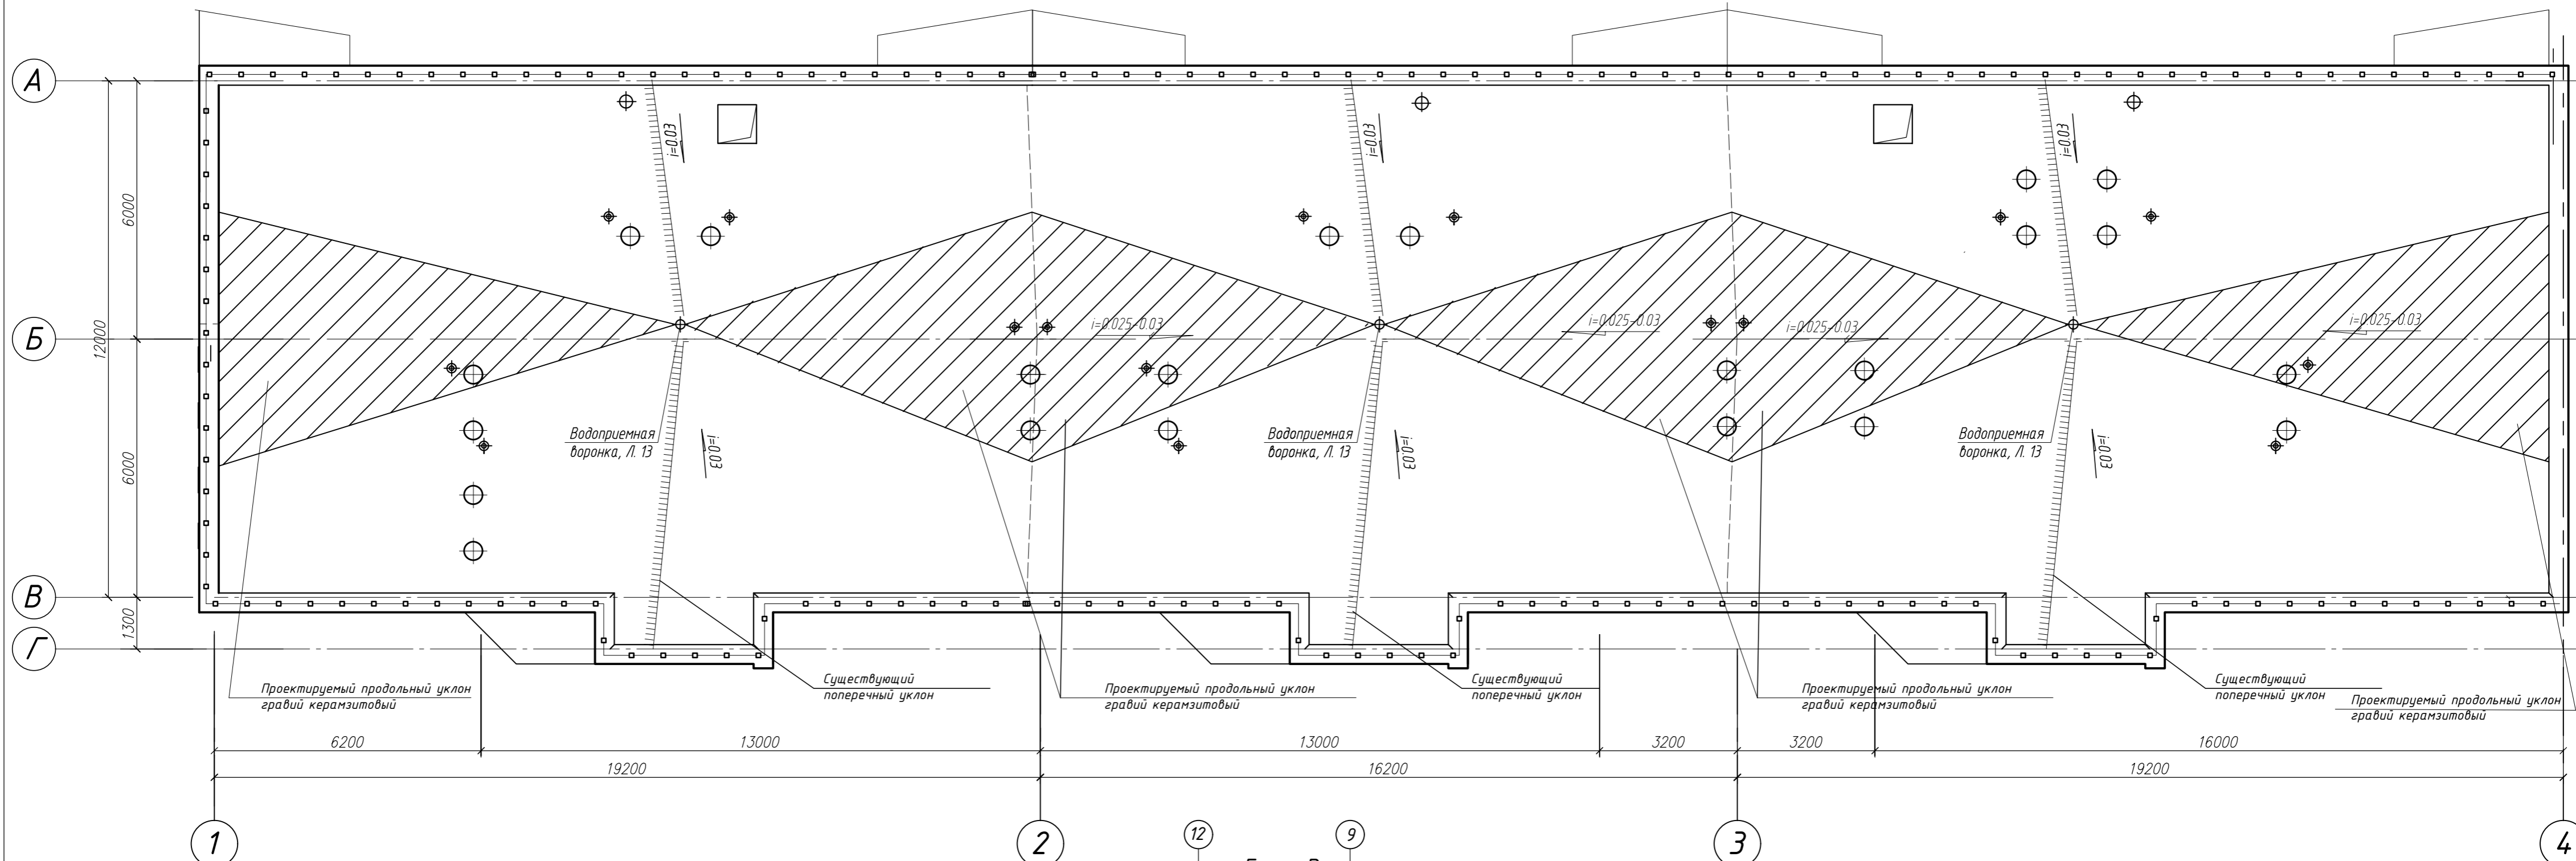 А
Б
В
Г
12000
6000
6000
1300
i=0.03
i=0.03
i=0.03
i=0.025-0.03
i=0.025-0.03
i=0.025-0.03
i=0.025-0.03
Водоприемная
воронка, Л. 13
i=0.03
Водоприемная
воронка, Л. 13
i=0.03
Водоприемная
воронка, Л. 13
i=0.03
Проектируемый продольный уклон
гравий керамзитовый
Существующий
поперечный уклон
Проектируемый продольный уклон
гравий керамзитовый
Существующий
поперечный уклон
Проектируемый продольный уклон
гравий керамзитовый
Существующий
поперечный уклон
Проектируемый продольный уклон
гравий керамзитовый
6200
13000
13000
3200
3200
16000
19200
16200
19200
1
2
12
9
3
4